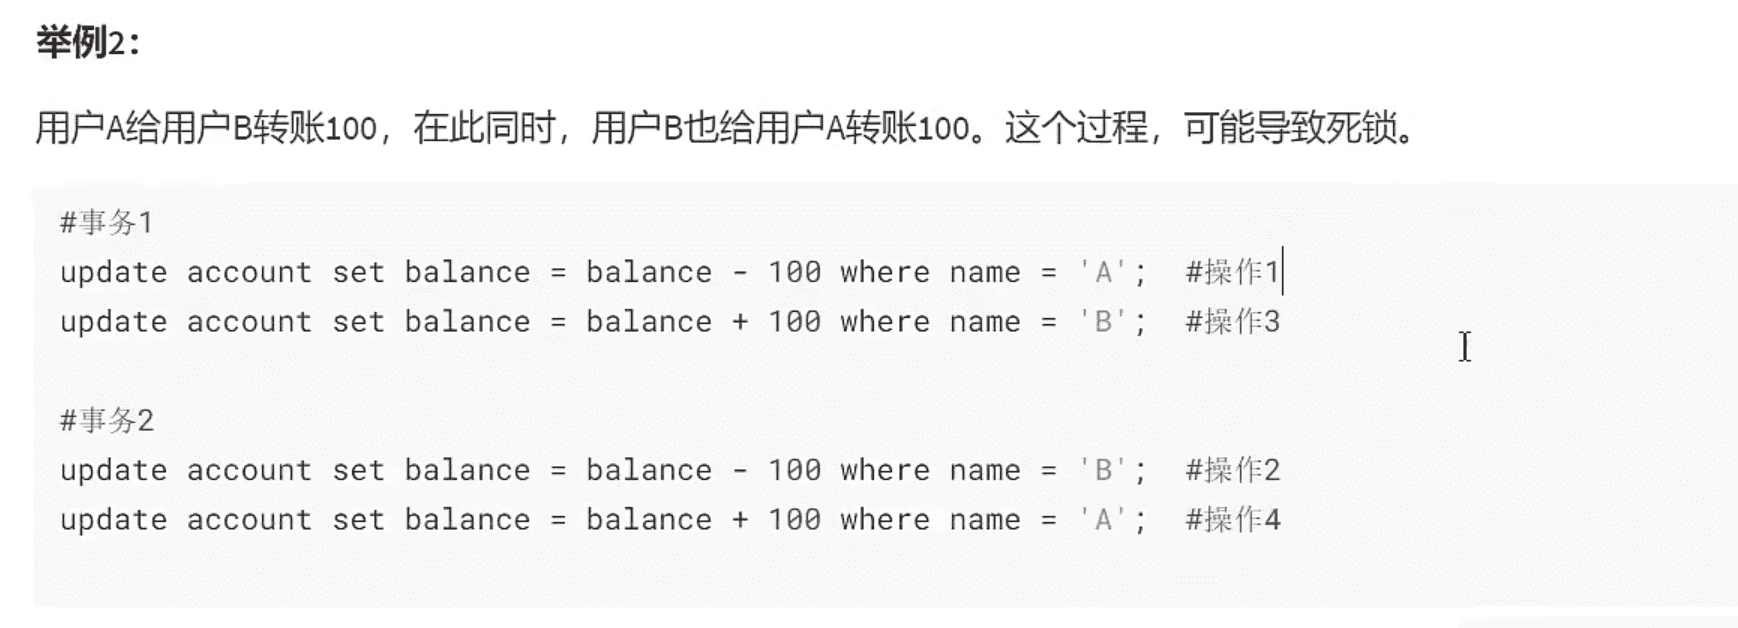 举例2：
用户A给用户B转账100，在此同时，用户B也给用户A转账100。这个过程，可能导致死锁。
#事务1
update account set balance = balance - 100 where name = 'A';  #操作1
update account set balance = balance + 100 where name = 'B';  #操作3
#事务2
update account set balance = balance - 100 where name = 'B';  #操作2
update account set balance = balance + 100 where name = 'A';  #操作4